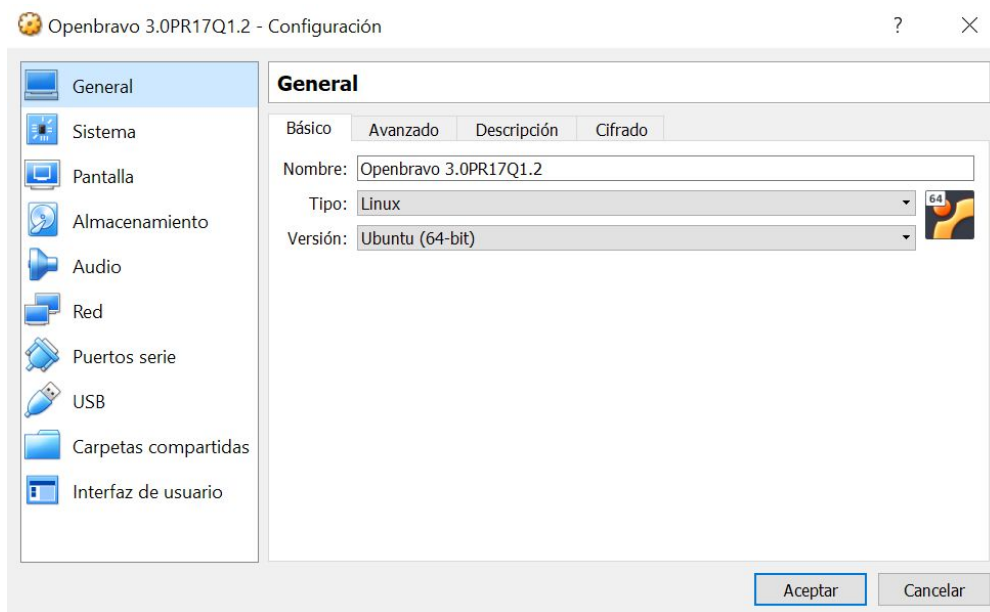 Openbravo 3.0PR17Q1.2 - Configuración ?
General
Sistema
Pantalla
Almacenamiento
Audio
Red
Puertos serie
USB
Carpetas compartidas
Interfaz de usuario
General
Básico Avanzado Descripción Cifrado
Nombre: Openbravo 3.0PR17Q1.2
Tipo: Linux
64
Versión: Ubuntu (64-bit)
Aceptar Cancelar